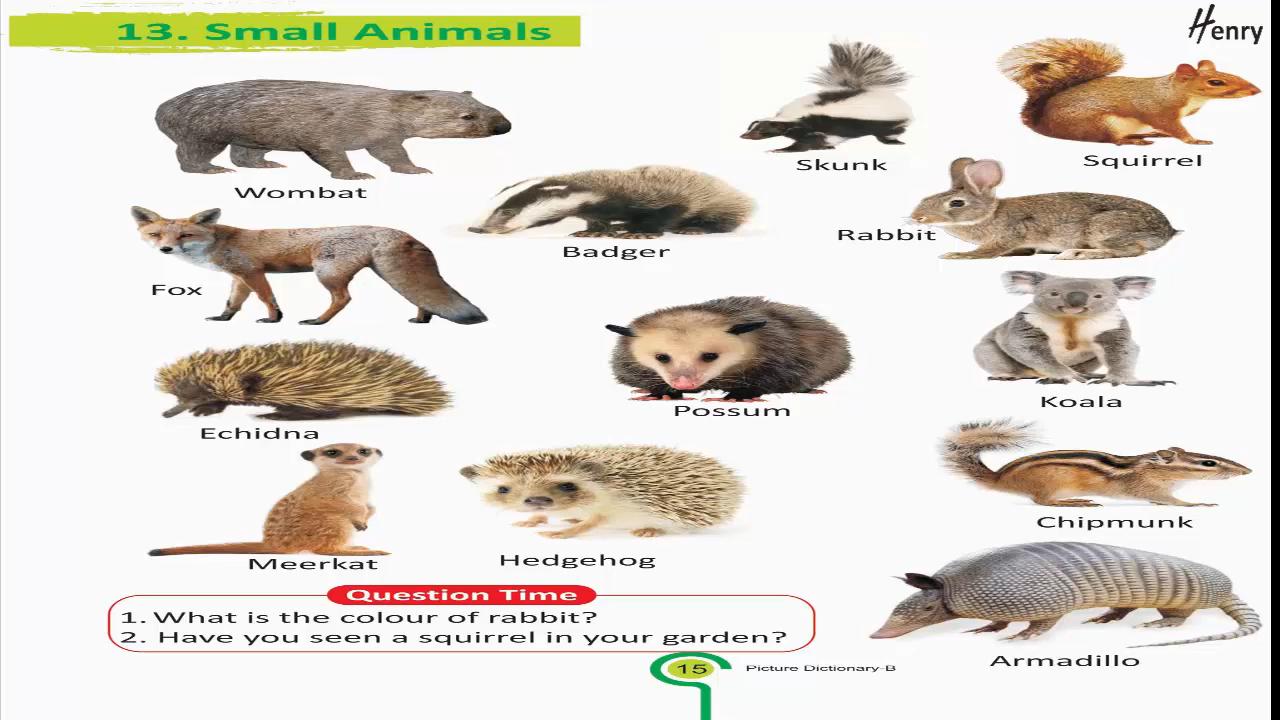 13. Small Animals
Henry
Wombat
Skunk
Squirrel
Badger
Rabbit
Fox
Echidna
Possum
Koala
Meerkat
Hedgehog
Chipmunk
Armadillo
Question Time
1. What is the colour of rabbit?
2. Have you seen a squirrel in your garden?
15
Picture Dictionary-B